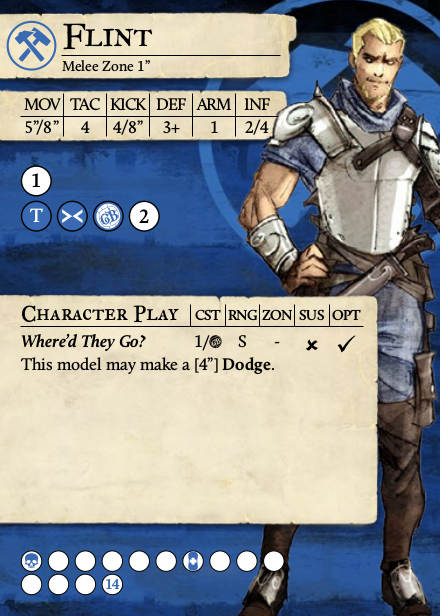 Flint
Melee Zone 1"
MOV TAC KICK DEF ARM INF
5"/8" 4 4/8" 3+ 1 2/4
1
T >< GB 2
Character Play CST RNG ZON SUS OPT
Where'd They Go? 1/GB S - ✘ ✓
This model may make a [4"] Dodge.
14